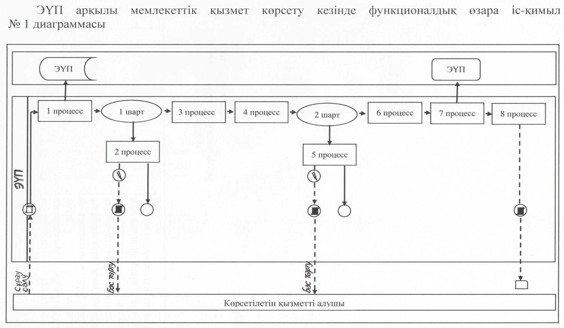 ЭҮП арқылы мемлекеттік қызмет көрсету кезінде функционалдық өзара іс-қимыл
№ 1 диаграммасы
ЭҮП
ЭҮП
1 процесс
1 шарт
3 процесс
4 процесс
2 шарт
6 процесс
7 процесс
8 процесс
2 процесс
5 процесс
ЭҮП
Сұрау
салу
бас тарту
бас тарту
Көрсетілетін қызметті алушы